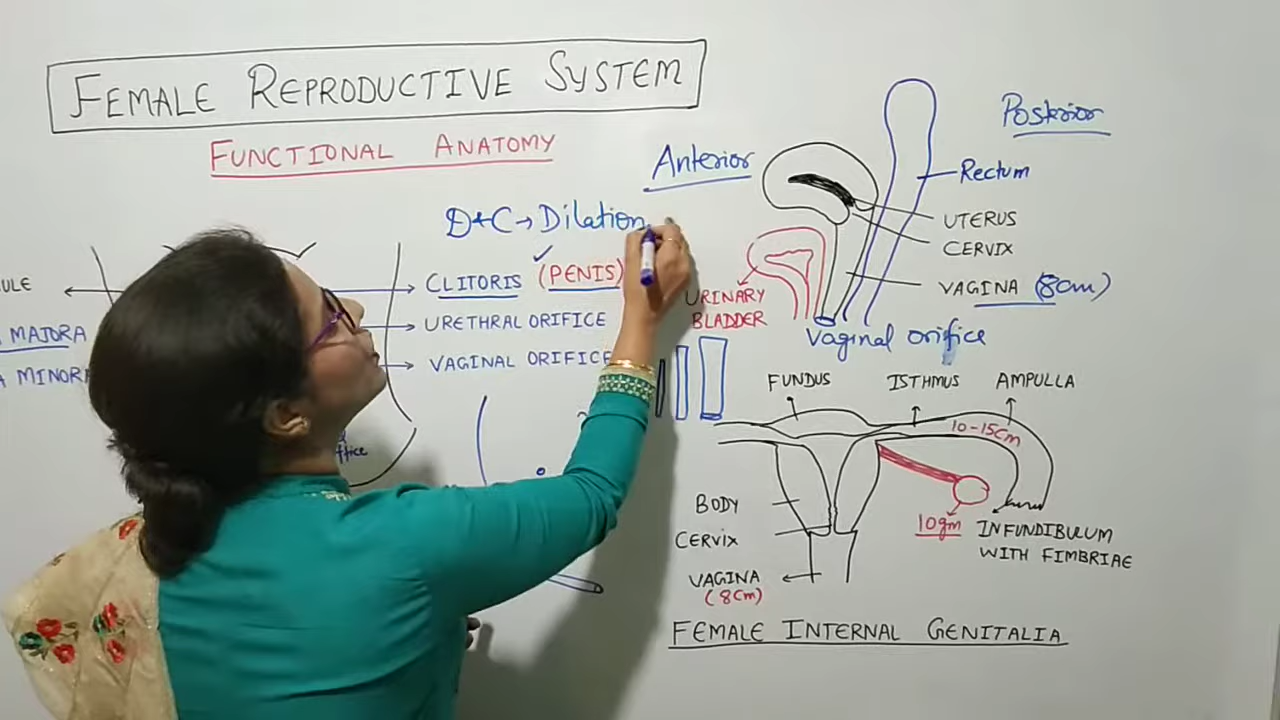 FEMALE REPRODUCTIVE SYSTEM
FUNCTIONAL ANATOMY
D+C→Dilation
CLITORIS (PENIS)
URETHRAL ORIFICE
VAGINAL ORIFICE
ULE
MAJORA
MINOR
Anterior
Posterior
Rectum
UTERUS
CERVIX
VAGINA (8cm)
URINARY
BLADDER
Vaginal orifice
FUNDUS
ISTHMUS
AMPULLA
10-15cm
BODY
CERVIX
VAGINA
(8cm)
10gm
INFUNDIBULUM
WITH FIMBRIAE
FEMALE INTERNAL GENITALIA